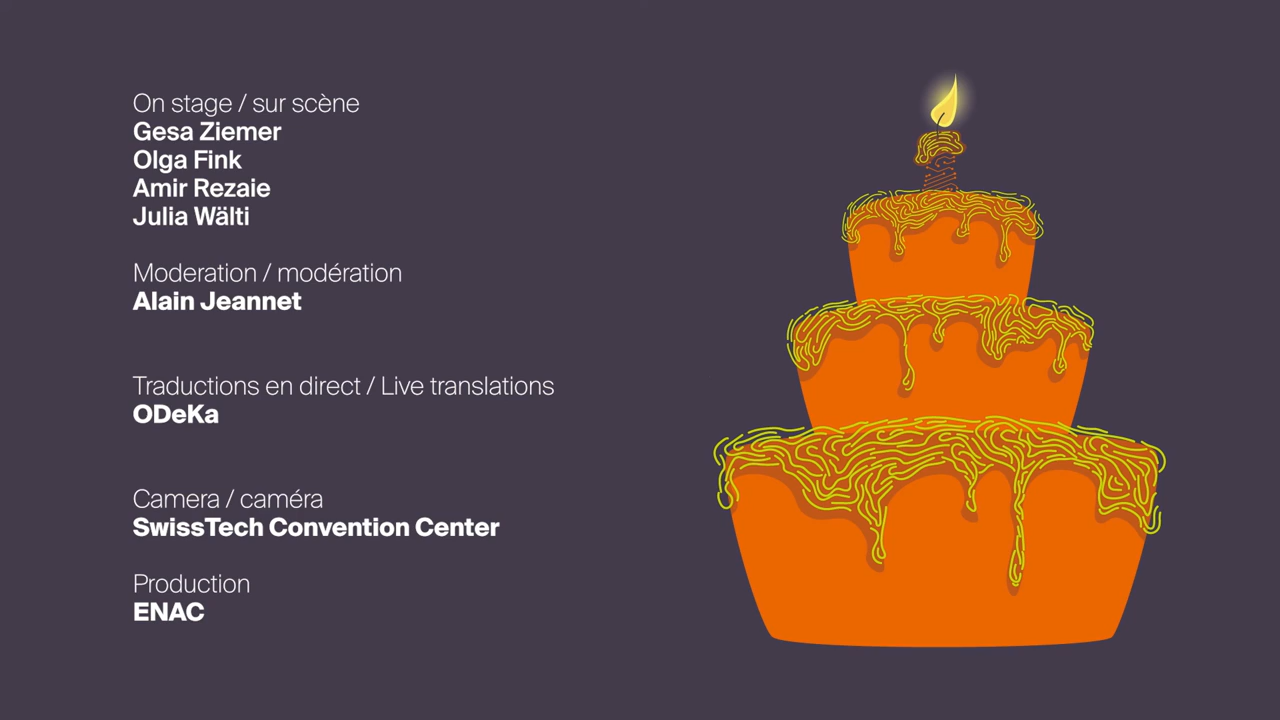 On stage / sur scène
Gesa Ziemer
Olga Fink
Amir Rezaie
Julia Wälti
Moderation / modération
Alain Jeannet
Traductions en direct / Live translations
ODeKa
Camera / caméra
SwissTech Convention Center
Production
ENAC